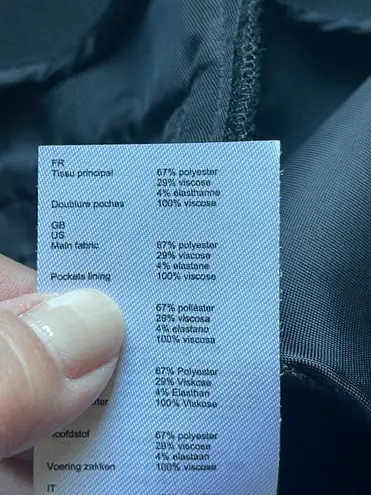 FR
Tissu principal 67% polyester
29% viscose
4% elasthanne
Doublure poches 100% viscose
GB
US
Main fabric 67% polyester
29% viscose
4% elastane
Pockets lining 100% viscose
67% poliéster
29% viscosa
4% elastano
100% viscosa
67% Polyester
29% Viskose
4% Elasthan
100% Viskose
67% polyester
29% viscose
4% elastaan
Voering zakken 100% viscose
IT